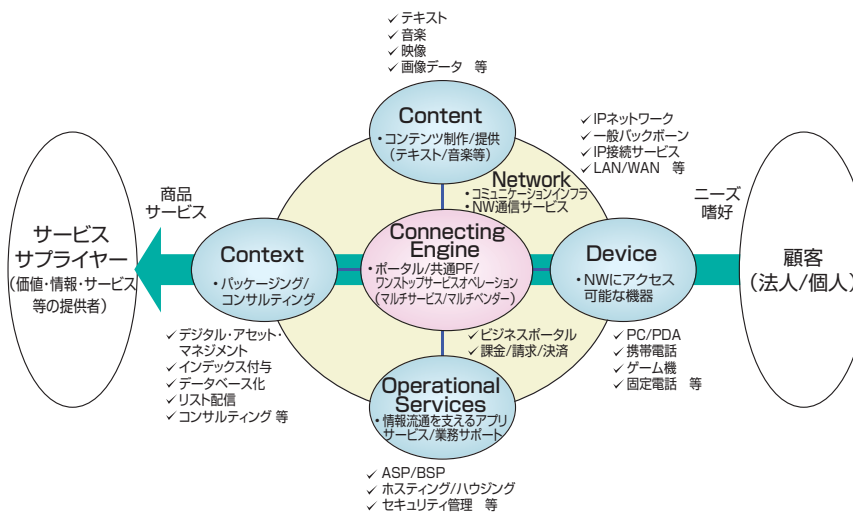 ✓ テキスト
✓ 音楽
✓ 映像
✓ 画像データ 等
Content
・コンテンツ制作/提供
(テキスト/音楽等)
✓ IPネットワーク
✓ 一般バックボーン
✓ IP接続サービス
✓ LAN/WAN 等
Network
・コミュニケーションインフラ
・NW通信サービス
商品
サービス
ニーズ
嗜好
サービス
サプライヤー
(価値・情報・サービス
等の提供者)
Context
・パッケージング/
コンサルティング
Connecting
Engine
・ポータル/共通PF/
ワンストップサービスオペレーション
(マルチサービス/マルチベンダー)
Device
・NWにアクセス
可能な機器
顧客
(法人/個人)
✓ デジタル・アセット・
マネジメント
✓ インデックス付与
✓ データベース化
✓ リスト配信
✓ コンサルティング 等
✓ ビジネスポータル
✓ 課金/請求/決済
✓ PC/PDA
✓ 携帯電話
✓ ゲーム機
✓ 固定電話 等
Operational
Services
・情報流通を支えるアプリ
サービス/業務サポート
✓ ASP/BSP
✓ ホスティング/ハウジング
✓ セキュリティ管理 等